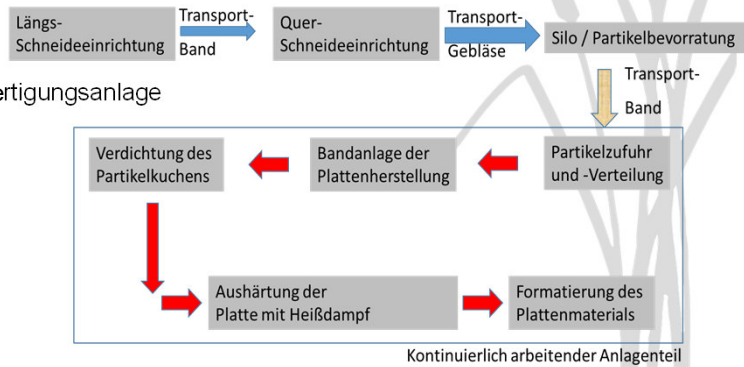 Längs-
Schneideeinrichtung
Transport-
Band
Quer-
Schneideeinrichtung
Transport-
Gebläse
Silo / Partikelbevorratung
Transport-
Band
ertigungsanlage
Verdichtung des
Partikelkuchens
Bandanlage der
Plattenherstellung
Partikelzufuhr
und -Verteilung
Aushärtung der
Platte mit Heißdampf
Formatierung des
Plattenmaterials
Kontinuierlich arbeitender Anlagenteil